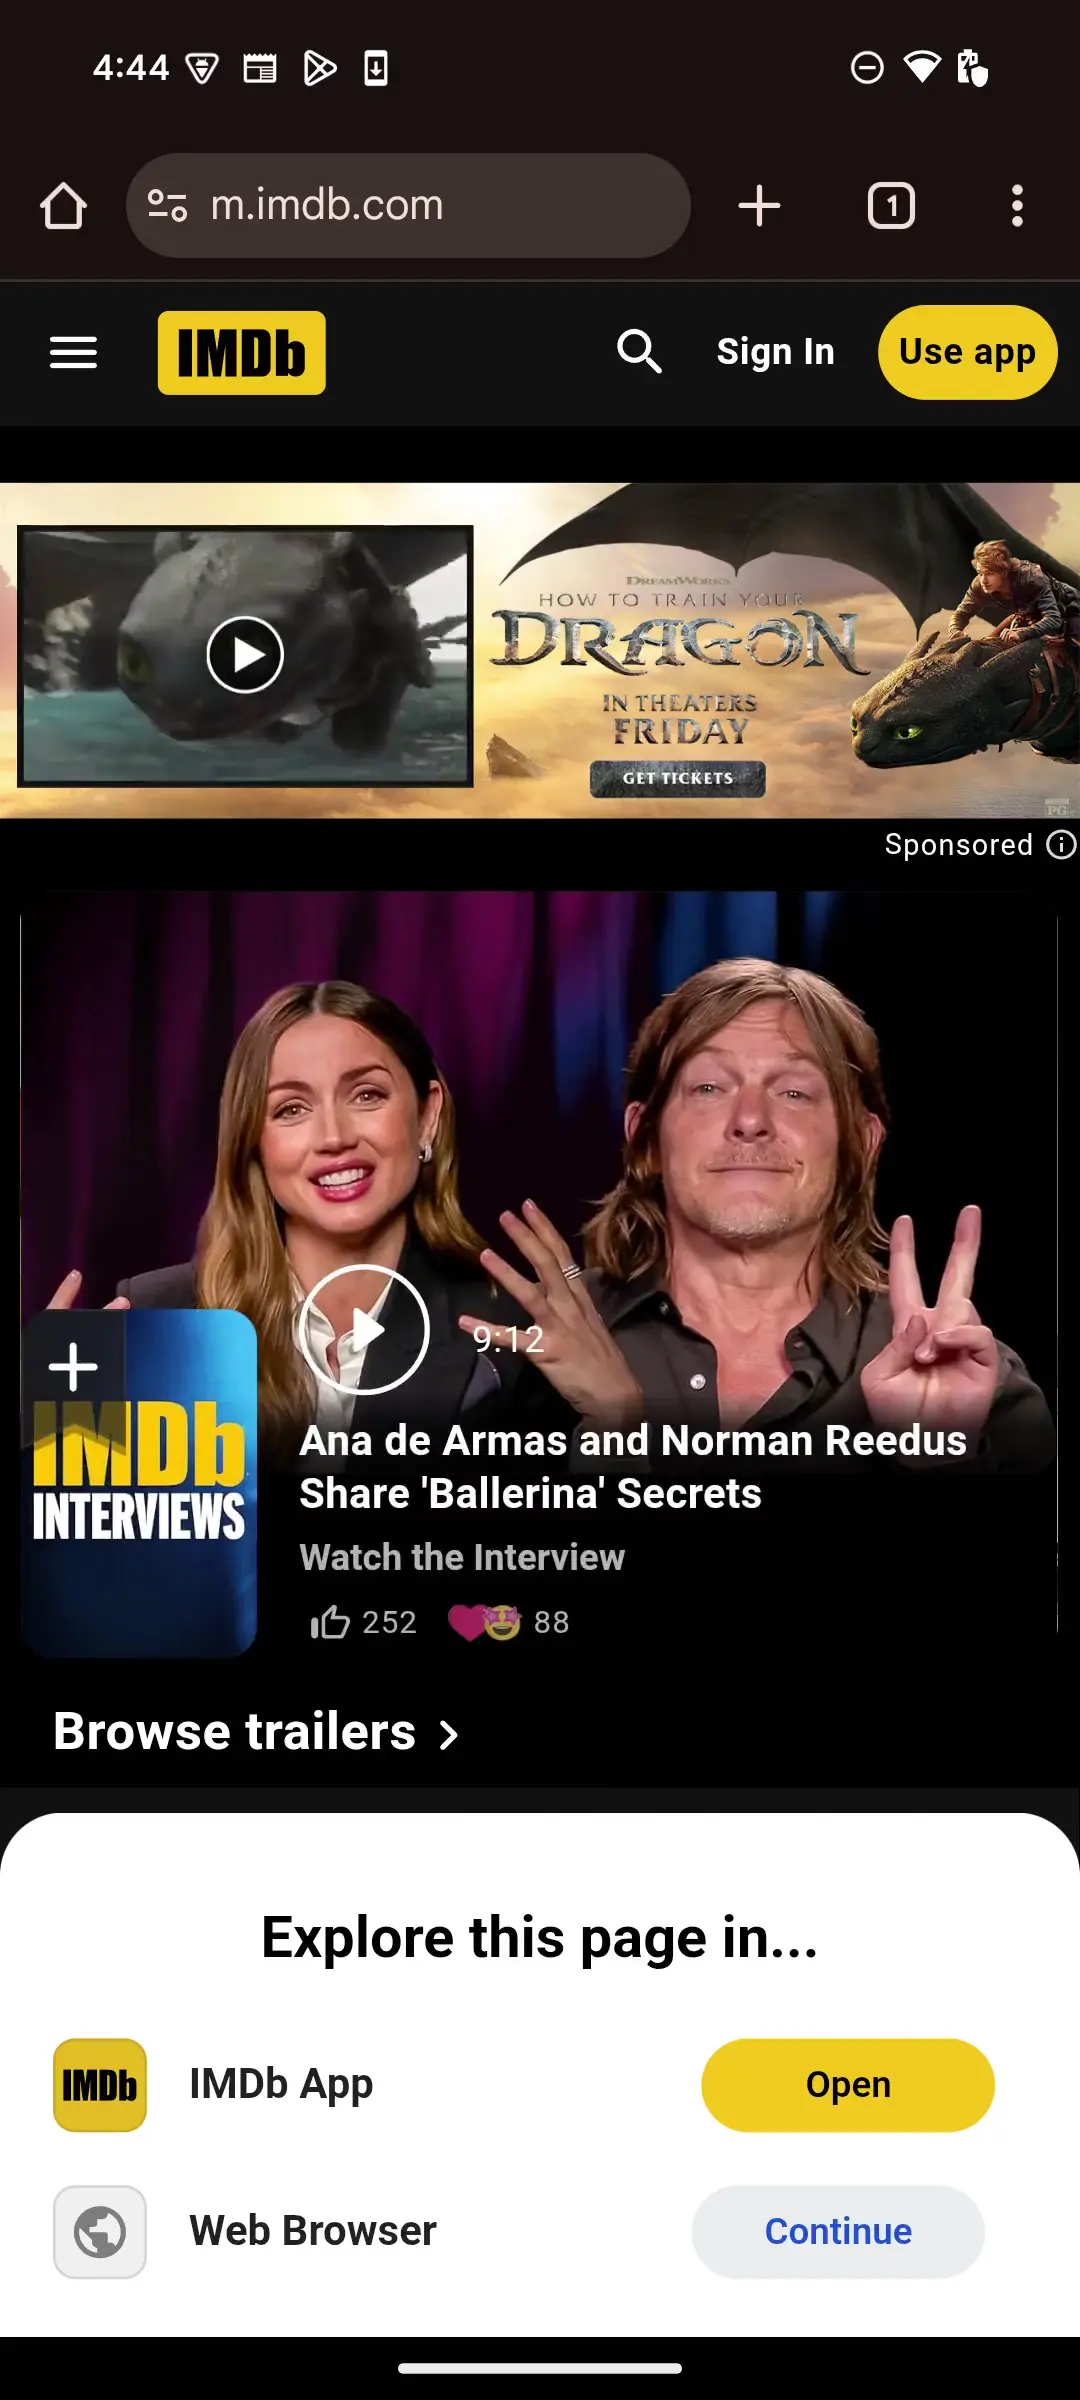 4:44
m.imdb.com
1
IMDb
Sign In
Use app
DREAMWORKS
HOW TO TRAIN YOUR
DRAGON
IN THEATERS
FRIDAY
GET TICKETS
PG
Sponsored
9:12
IMDb
INTERVIEWS
Ana de Armas and Norman Reedus
Share 'Ballerina' Secrets
Watch the Interview
252
88
Browse trailers
Explore this page in...
IMDb
IMDb App
Open
Web Browser
Continue